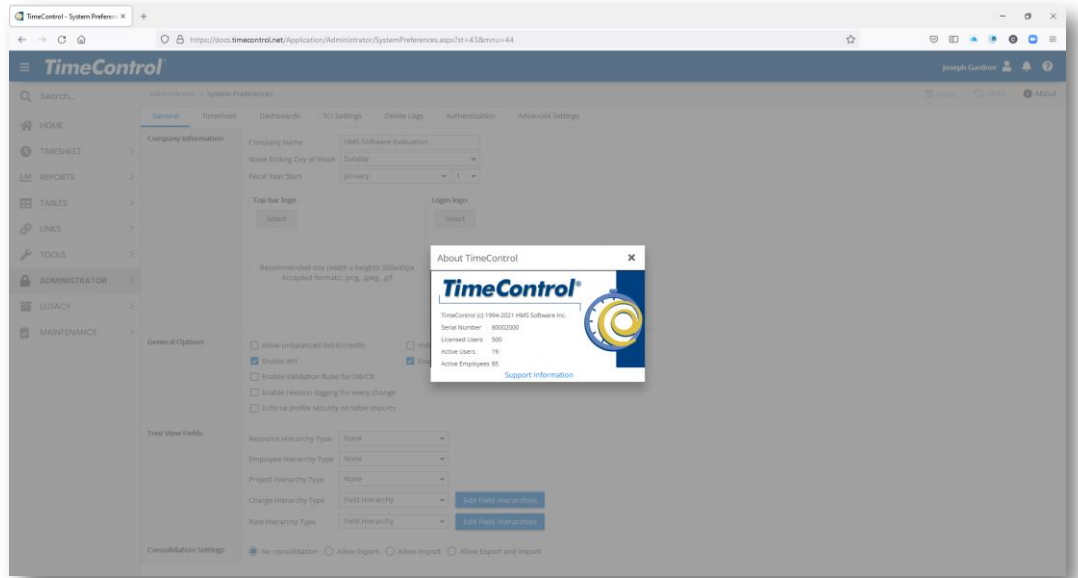 TimeControl - System Preferen
https://docs.timecontrol.net/Application/Administrator/SystemPreferences.aspx?st=43&mnu=44
TimeControl
Joseph Gardner
Search...
Administrator > System Preferences
About
General Timesheet Dashboards TCI Settings Delete Logs Authentication Advanced Settings
HOME
TIMESHEET
REPORTS
TABLES
LINKS
TOOLS
ADMINISTRATOR
LEGACY
MAINTENANCE
Company Information
Company Name HMS Software Evaluation
Week Ending Day of Week Sunday
Fiscal Year Start January 1
Top-bar logo Login logo
Select Select
Recommended size (width x height): 300x45px
Accepted formats: .png, .jpeg, .gif
About TimeControl
TimeControl®
TimeControl (c) 1994-2021 HMS Software Inc.
Serial Number 80002000
Licensed Users 500
Active Users 19
Active Employees 85
Support Information
General Options
Allow unbalanced debit/credits
Enable API
Enable Validation Rules for DB/CR
Enable revision logging for every change
Enforce profile security on table imports
Tree View Fields
Resource Hierarchy Type None
Employee Hierarchy Type None
Project Hierarchy Type None
Charge Hierarchy Type Field Hierarchy Edit Field Hierarchies
Rate Hierarchy Type Field Hierarchy Edit Field Hierarchies
Consolidation Settings
No consolidation Allow Export Allow Import Allow Export and Import